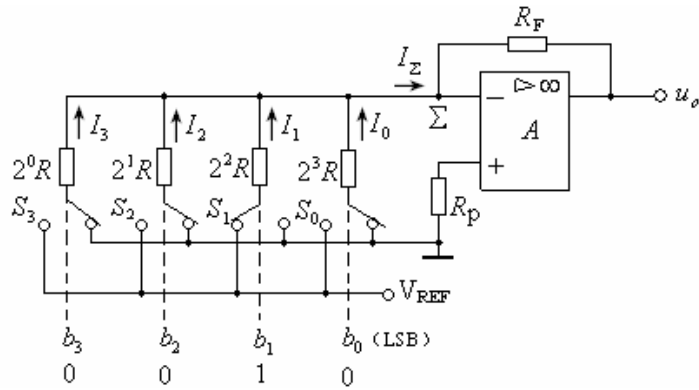 R_F
I_Σ
▷ ∞
−
I_3 I_2 I_1 I_0
Σ
A
u_o
+
2^0R 2^1R 2^2R 2^3R
S_3 S_2 S_1 S_0
R_p
V_REF
b_3 b_2 b_1 b_0 (LSB)
0 0 1 0